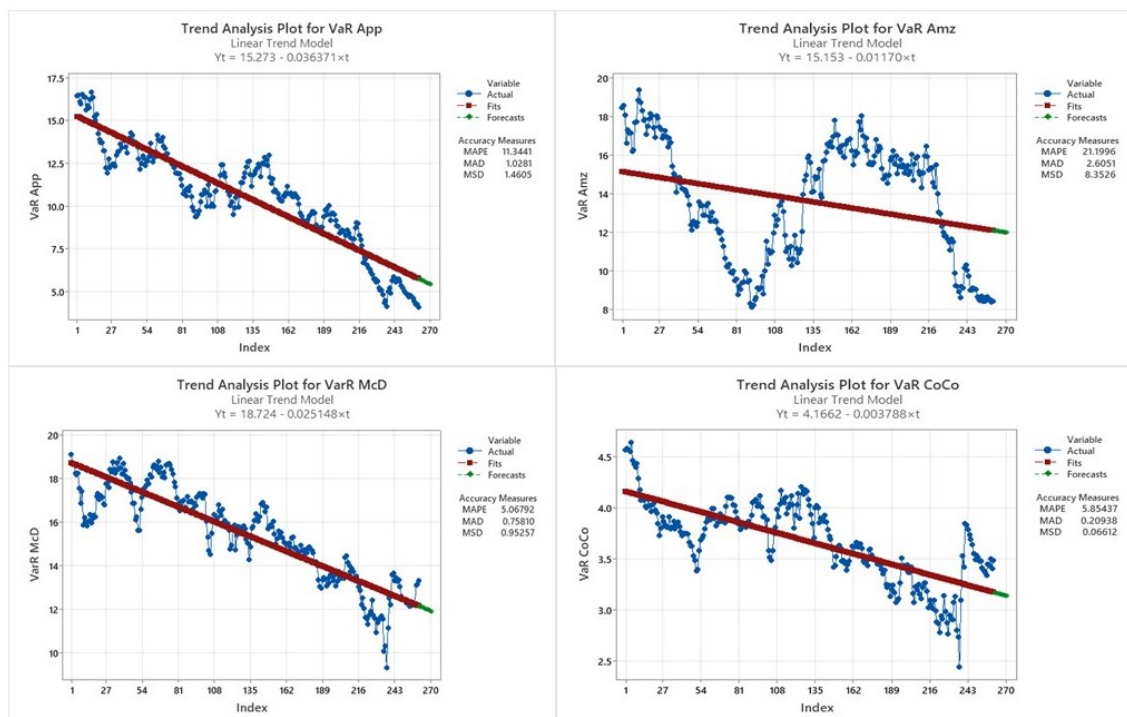 Trend Analysis Plot for VaR App
Linear Trend Model
Yt = 15.273 - 0.036371×t
17.5
15.0
12.5
10.0
7.5
5.0
VaR App
1 27 54 81 108 135 162 189 216 243 270
Index
Variable
Actual
Fits
Forecasts
Accuracy Measures
MAPE 11.3441
MAD 1.0281
MSD 1.4605
Trend Analysis Plot for VaR Amz
Linear Trend Model
Yt = 15.153 - 0.01170×t
20
18
16
14
12
10
8
VaR Amz
1 27 54 81 108 135 162 189 216 243 270
Index
Variable
Actual
Fits
Forecasts
Accuracy Measures
MAPE 21.1996
MAD 2.6051
MSD 8.3526
Trend Analysis Plot for VarR McD
Linear Trend Model
Yt = 18.724 - 0.025148×t
20
18
16
14
12
10
VarR McD
1 27 54 81 108 135 162 189 216 243 270
Index
Variable
Actual
Fits
Forecasts
Accuracy Measures
MAPE 5.06792
MAD 0.75810
MSD 0.95257
Trend Analysis Plot for VaR CoCo
Linear Trend Model
Yt = 4.1662 - 0.003788×t
4.5
4.0
3.5
3.0
2.5
VaR CoCo
1 27 54 81 108 135 162 189 216 243 270
Index
Variable
Actual
Fits
Forecasts
Accuracy Measures
MAPE 5.85437
MAD 0.20938
MSD 0.06612